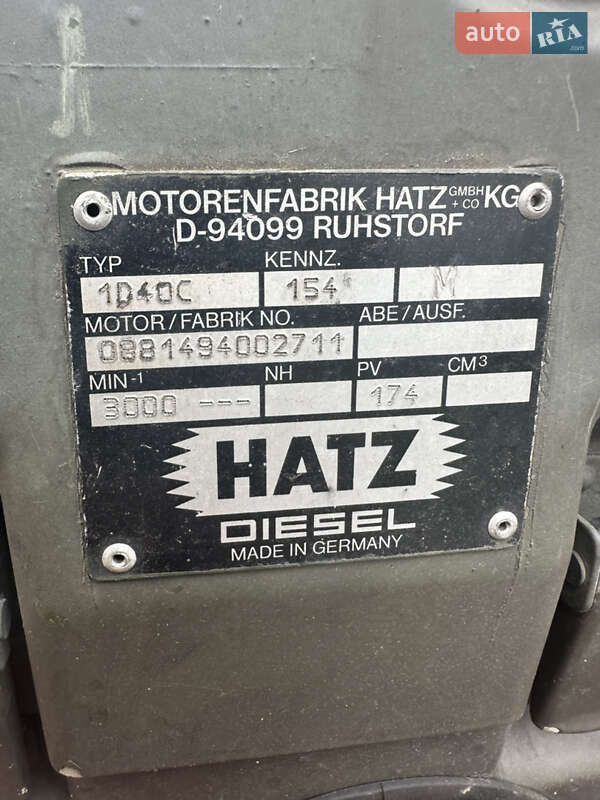 auto RIA.com
MOTORENFABRIK HATZ GMBH + CO KG
D-94099 RUHSTORF
TYP KENNZ.
1D40C 154 M
MOTOR/FABRIK NO. ABE/AUSF.
0881494002711
MIN-1 NH PV CM3
3000 --- 174
HATZ
DIESEL
MADE IN GERMANY